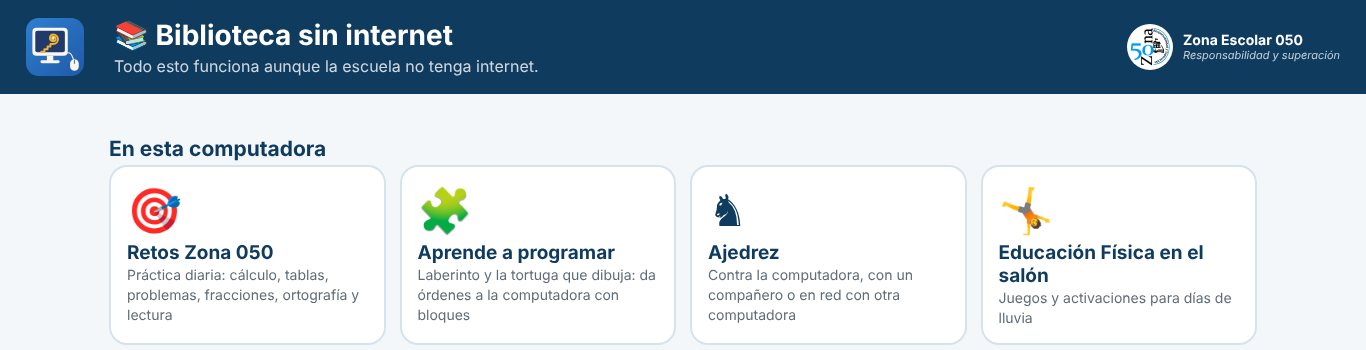 Biblioteca sin internet
Todo esto funciona aunque la escuela no tenga internet.
50
Zona
Zona Escolar 050
Responsabilidad y superación
En esta computadora
Retos Zona 050
Práctica diaria: cálculo, tablas,
problemas, fracciones, ortografía y
lectura
Aprende a programar
Laberinto y la tortuga que dibuja: da
órdenes a la computadora con
bloques
Ajedrez
Contra la computadora, con un
compañero o en red con otra
computadora
Educación Física en el
salón
Juegos y activaciones para días de
lluvia